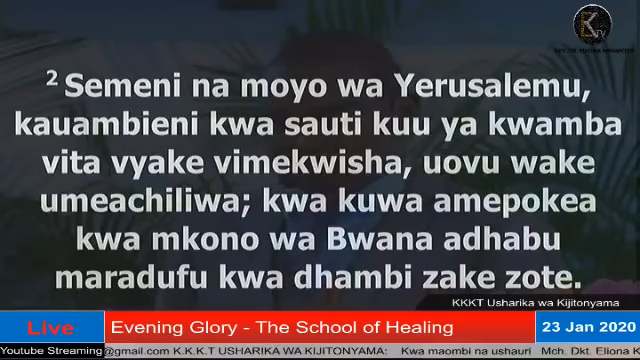 2 Semeni na moyo wa Yerusalemu,
kauambieni kwa sauti kuu ya kwamba
vita vyake vimekwisha, uovu wake
umeachiliwa; kwa kuwa amepokea
kwa mkono wa Bwana adhabu
maradufu kwa dhambi zake zote.
KKKT Usharika wa Kijitonyama
Live Evening Glory - The School of Healing 23 Jan 2020
Youtube Streaming @gmail.com K.K.K.T USHARIKA WA KIJITONYAMA: Kwa maombi na ushauri Mch. Dkt. Eliona K